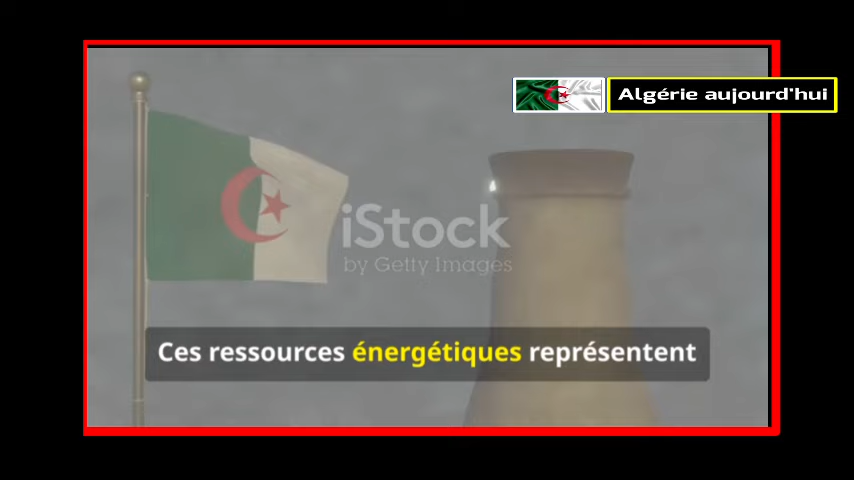 Algérie aujourd'hui
iStock
by Getty Images
Ces ressources énergétiques représentent